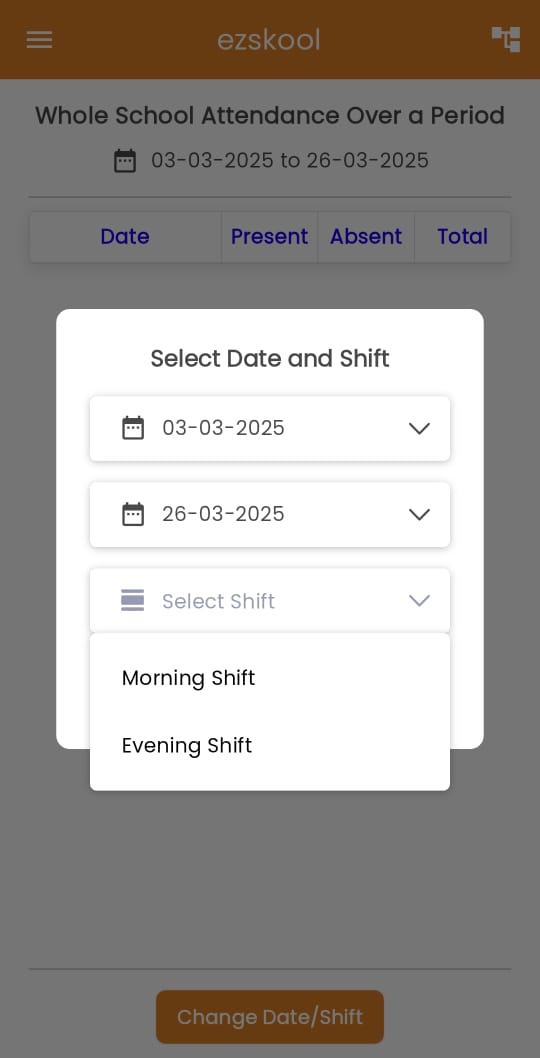 ezskool
Whole School Attendance Over a Period
03-03-2025 to 26-03-2025
Date Present Absent Total
Select Date and Shift
03-03-2025
26-03-2025
Select Shift
Morning Shift
Evening Shift
Change Date/Shift